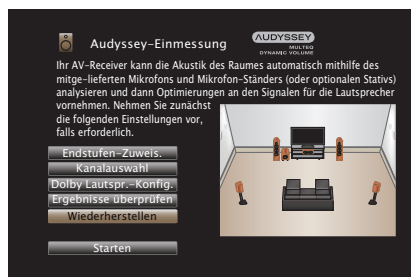 Audyssey-Einmessung
AUDYSSEY
MULTEQ
DYNAMIC VOLUME
Ihr AV-Receiver kann die Akustik des Raumes automatisch mithilfe des
mitge-lieferten Mikrofons und Mikrofon-Ständers (oder optionalen Stativs)
analysieren und dann Optimierungen an den Signalen für die Lautsprecher
vornehmen. Nehmen Sie zunächst
die folgenden Einstellungen vor,
falls erforderlich.
Endstufen-Zuweis.
Kanalauswahl
Dolby Lautspr.-Konfig.
Ergebnisse überprüfen
Wiederherstellen
Starten